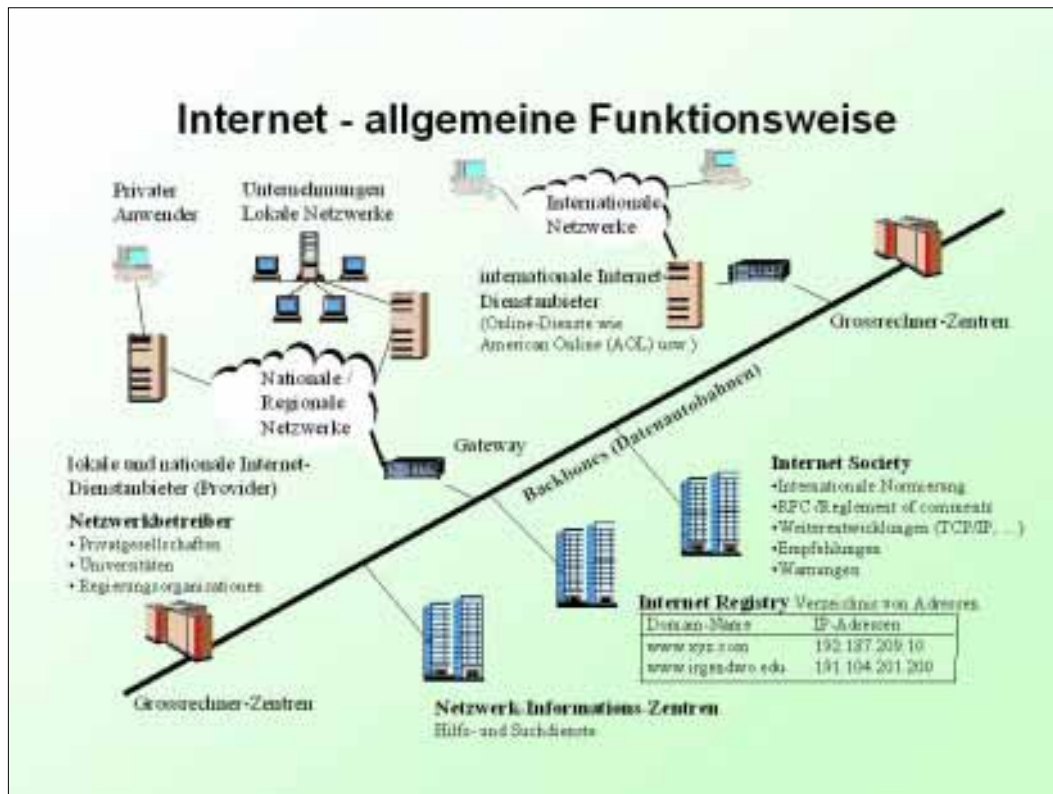 Internet - allgemeine Funktionsweise
Privater
Anwender
Unternehmungen
Lokale Netzwerke
Internationale
Netzwerke
internationale Internet-
Dienstanbieter
(Online-Dienste wie
American Online (AOL) usw.)
Grossrechner-Zentren
Nationale /
Regionale
Netzwerke
Gateway
Backbones (Datenautobahnen)
lokale und nationale Internet-
Dienstanbieter (Provider)
Netzwerkbetreiber
• Privatgesellschaften
• Universitäten
• Regierungsorganisationen
Internet Society
•Internationale Normierung
•RFC /Reglement of comments
•Weiterentwicklungen (TCP/IP, ...)
•Empfehlungen
•Warnungen
Internet Registry Verzeichnis von Adressen
Domain-Name IP-Adressen
www.xyz.com 192.187.209.10
www.irgendwo.edu 191.104.201.200
Grossrechner-Zentren
Netzwerk-Informations-Zentren
Hilfs- und Suchdienste